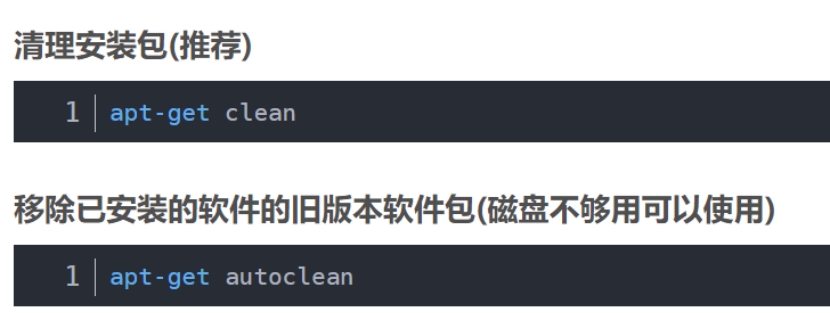 清理安装包(推荐)
1 apt-get clean
移除已安装的软件的旧版本软件包(磁盘不够用可以使用)
1 apt-get autoclean